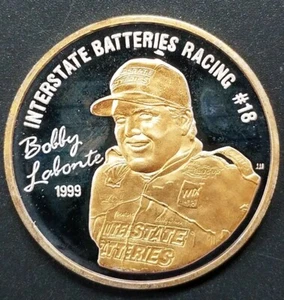 INTERSTATE BATTERIES RACING #18
Bobby
Labonte
1999
INTERSTATE
BATTERIES